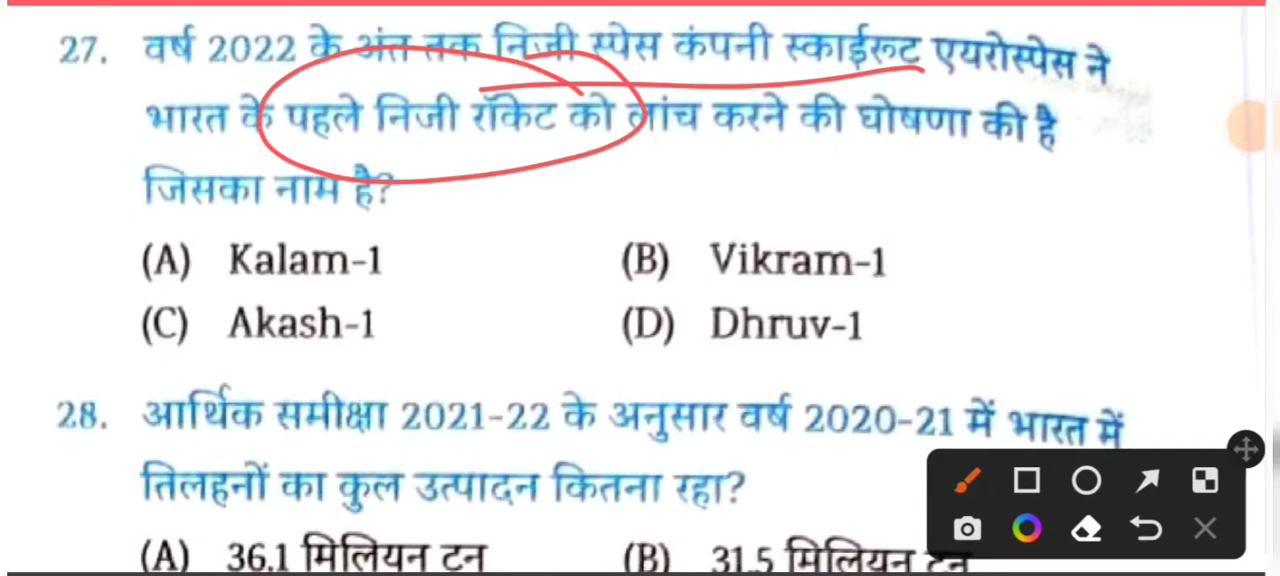 27. वर्ष 2022 के अंत तक निजी स्पेस कंपनी स्काईरूट एयरोस्पेस ने
भारत के पहले निजी रॉकेट को लांच करने की घोषणा की है
जिसका नाम है?
(A) Kalam-1 (B) Vikram-1
(C) Akash-1 (D) Dhruv-1
28. आर्थिक समीक्षा 2021-22 के अनुसार वर्ष 2020-21 में भारत में
तिलहनों का कुल उत्पादन कितना रहा?
(A) 36.1 मिलियन टन (B) 31.5 मिलियन टन